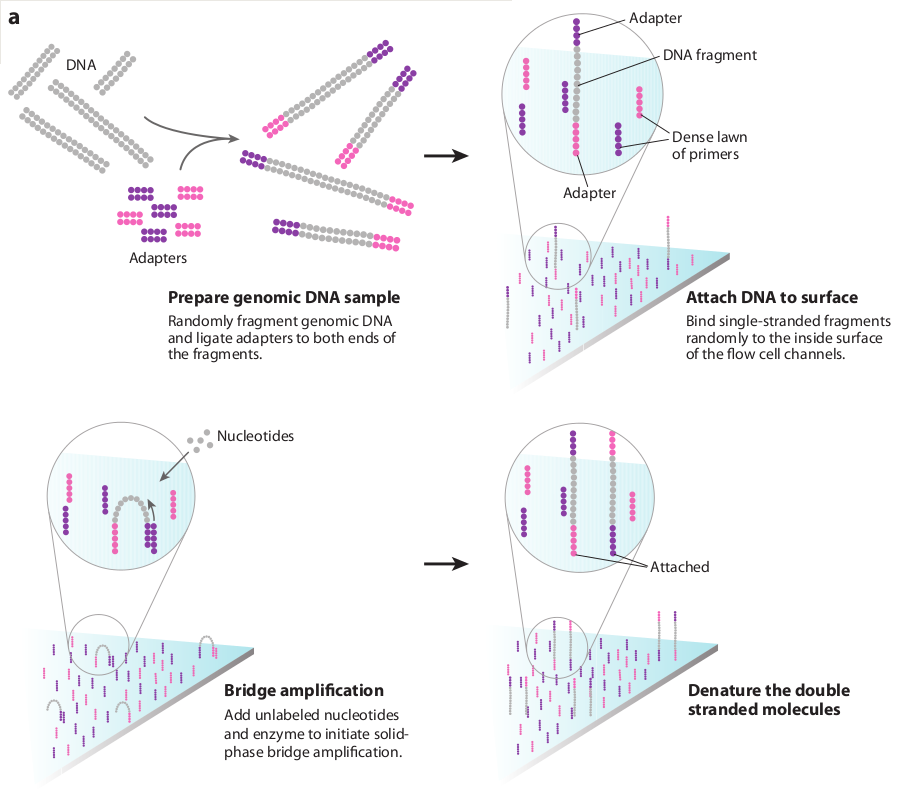 a
DNA
Adapters
Prepare genomic DNA sample
Randomly fragment genomic DNA
and ligate adapters to both ends of
the fragments.
Adapter
DNA fragment
Dense lawn
of primers
Adapter
Attach DNA to surface
Bind single-stranded fragments
randomly to the inside surface
of the flow cell channels.
Nucleotides
Bridge amplification
Add unlabeled nucleotides
and enzyme to initiate solid-
phase bridge amplification.
Attached
Denature the double
stranded molecules